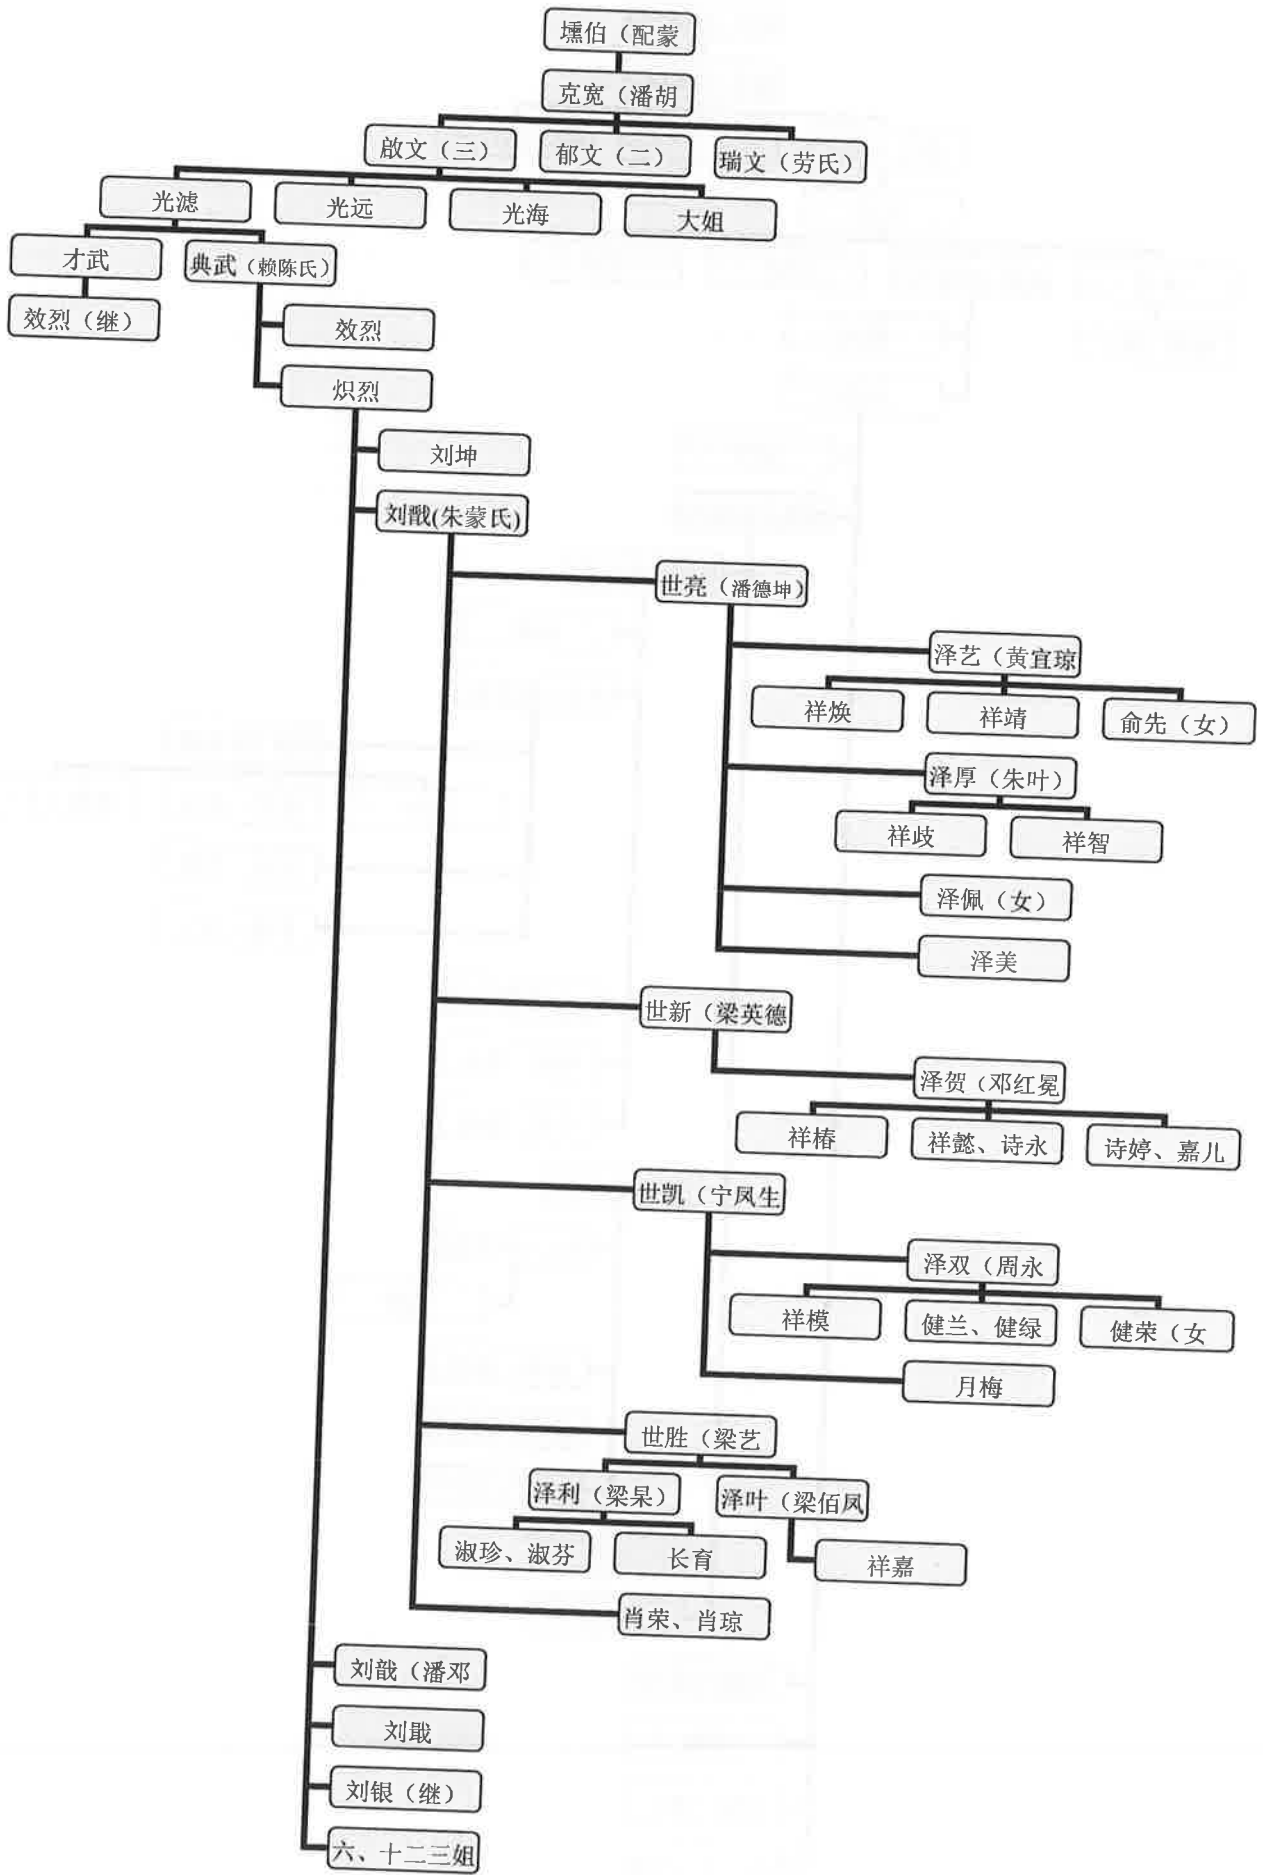 壎伯（配蒙
克宽（潘胡
啟文（三）
郁文（二）
瑞文（劳氏）
光滤
光远
光海
大姐
才武
典武（赖陈氏）
效烈（继）
效烈
炽烈
刘坤
刘戬(朱蒙氏)
世亮（潘德坤）
泽艺（黄宜琼
祥焕
祥靖
俞先（女）
泽厚（朱叶）
祥歧
祥智
泽佩（女）
泽美
世新（梁英德
泽贺（邓红冕
祥椿
祥懿、诗永
诗婷、嘉儿
世凯（宁凤生
泽双（周永
祥模
健兰、健绿
健荣（女
月梅
世胜（梁艺
泽利（梁杲）
泽叶（梁佰凤
淑珍、淑芬
长育
祥嘉
肖荣、肖琼
刘戠（潘邓
刘戢
刘银（继）
六、十二三姐